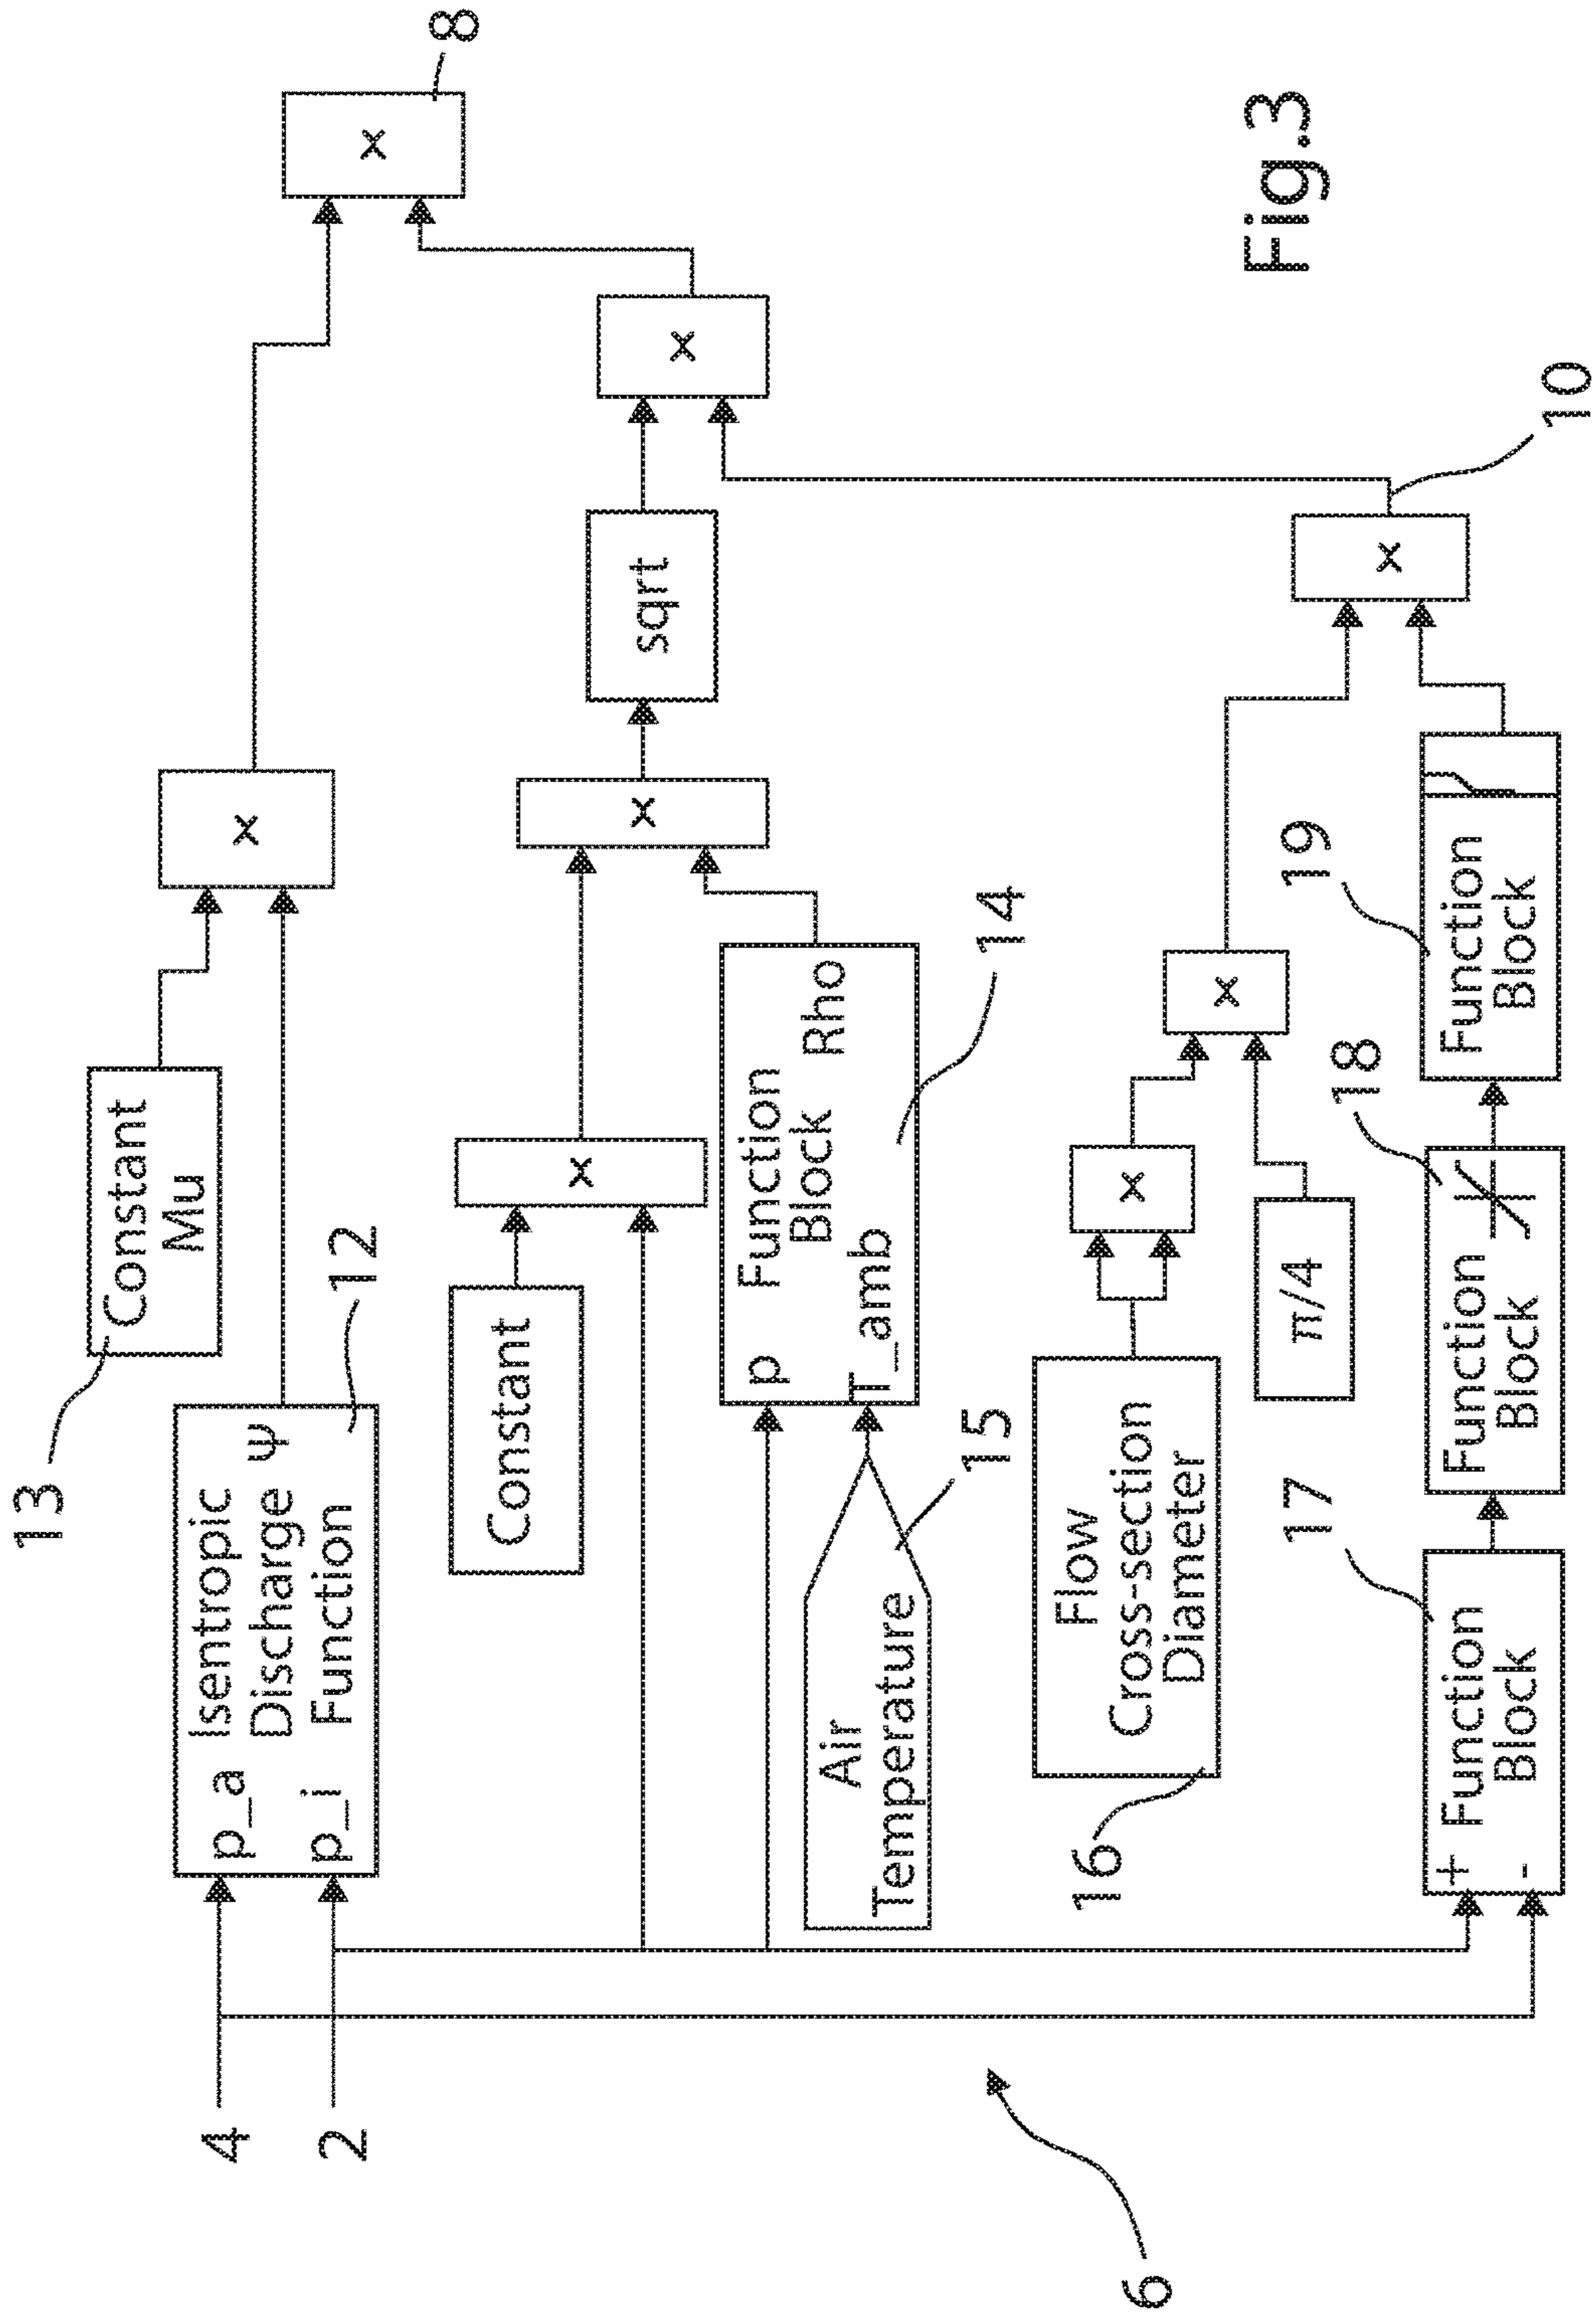 13
Constant
Mu
x
x
8
4
2
p_a
p_i
Isentropic
Discharge
Function
Ψ
12
Constant
x
x
sqrt
x
p
T_amb
Function
Block
Rho
14
Air
Temperature
15
Fig.3
Flow
Cross-section
Diameter
16
x
π/4
x
x
10
+
-
Function
Block
17
Function
Block
18
Function
Block
19
6